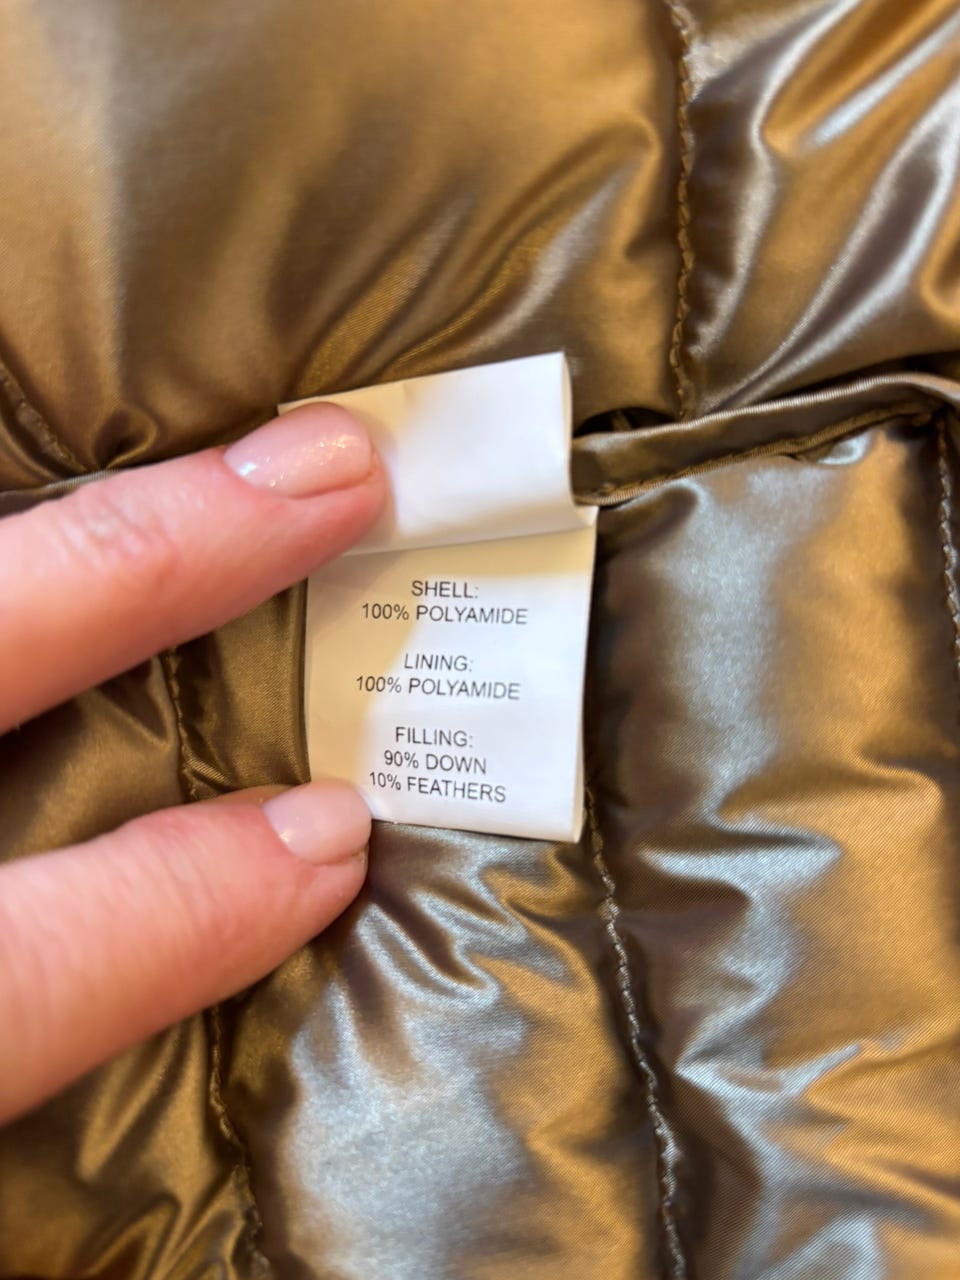 SHELL:
100% POLYAMIDE
LINING:
100% POLYAMIDE
FILLING:
90% DOWN
10% FEATHERS